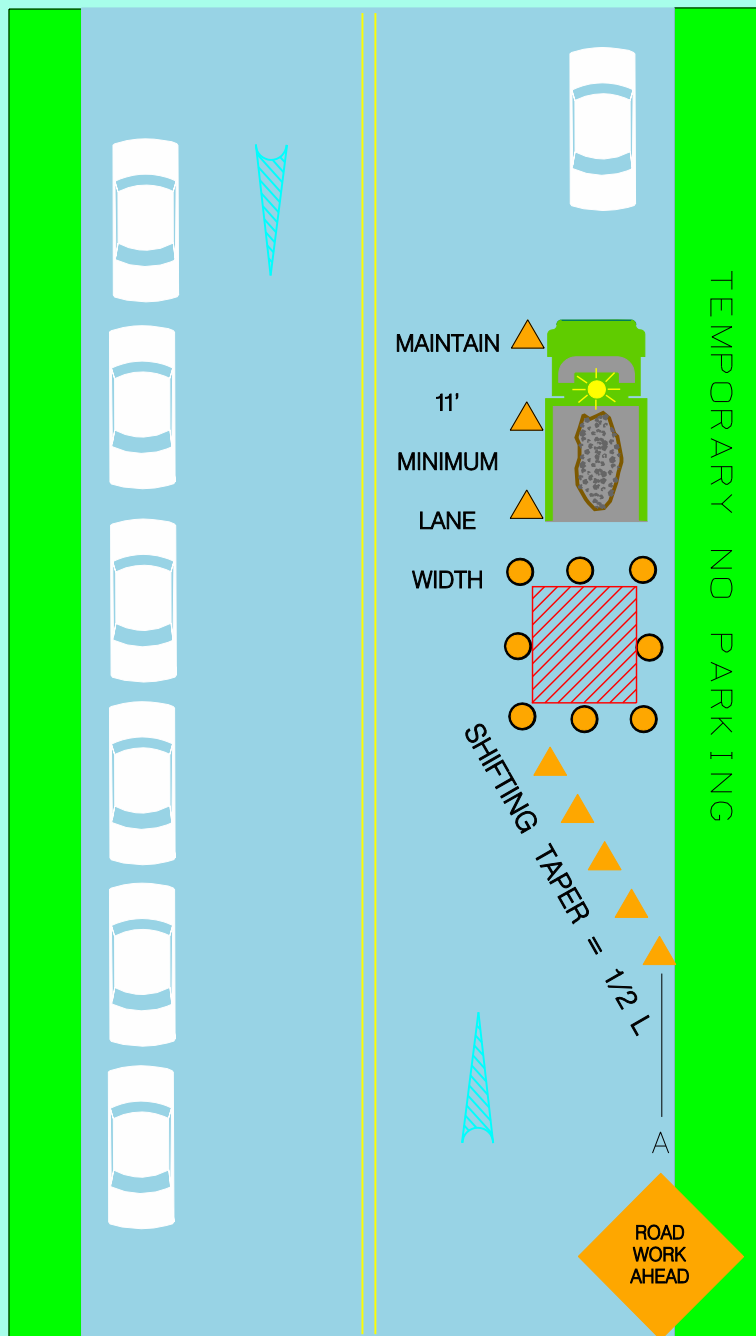 MAINTAIN
11'
MINIMUM
LANE
WIDTH
TEMPORARY NO PARKING
SHIFTING TAPER = 1/2 L
A
ROAD
WORK
AHEAD